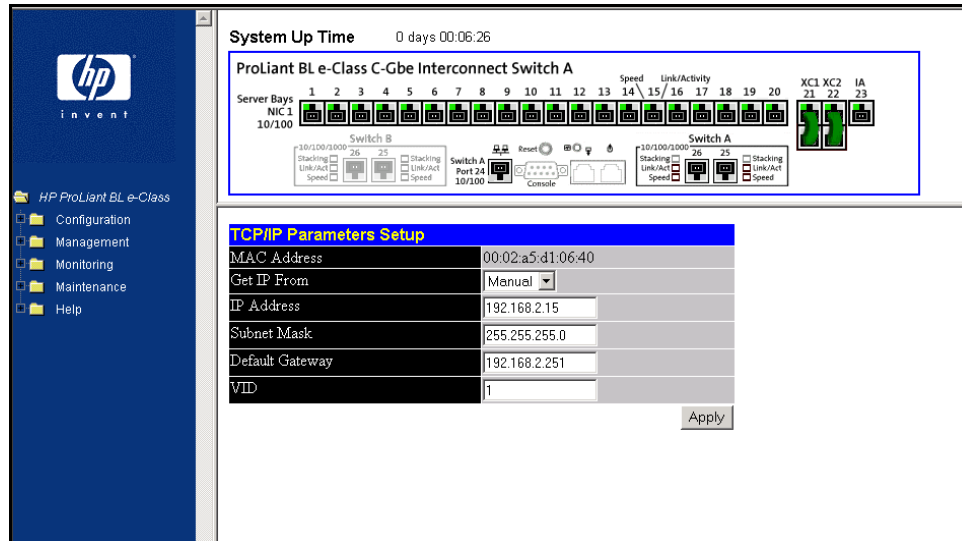 hp
invent
HP ProLiant BL e-Class
Configuration
Management
Monitoring
Maintenance
Help
System Up Time 0 days 00:06:26
ProLiant BL e-Class C-Gbe Interconnect Switch A
Speed Link/Activity
XC1 XC2 IA
1 2 3 4 5 6 7 8 9 10 11 12 13 14 15 16 17 18 19 20 21 22 23
Server Bays
NIC 1
10/100
Switch B
10/100/1000 26 25
Stacking Stacking
Link/Act Link/Act
Speed Speed
Switch A
Port 24
10/100
Reset
Console
Switch A
10/100/1000 26 25
Stacking Stacking
Link/Act Link/Act
Speed Speed
TCP/IP Parameters Setup
MAC Address 00:02:a5:d1:06:40
Get IP From Manual
IP Address 192.168.2.15
Subnet Mask 255.255.255.0
Default Gateway 192.168.2.251
VID 1
Apply